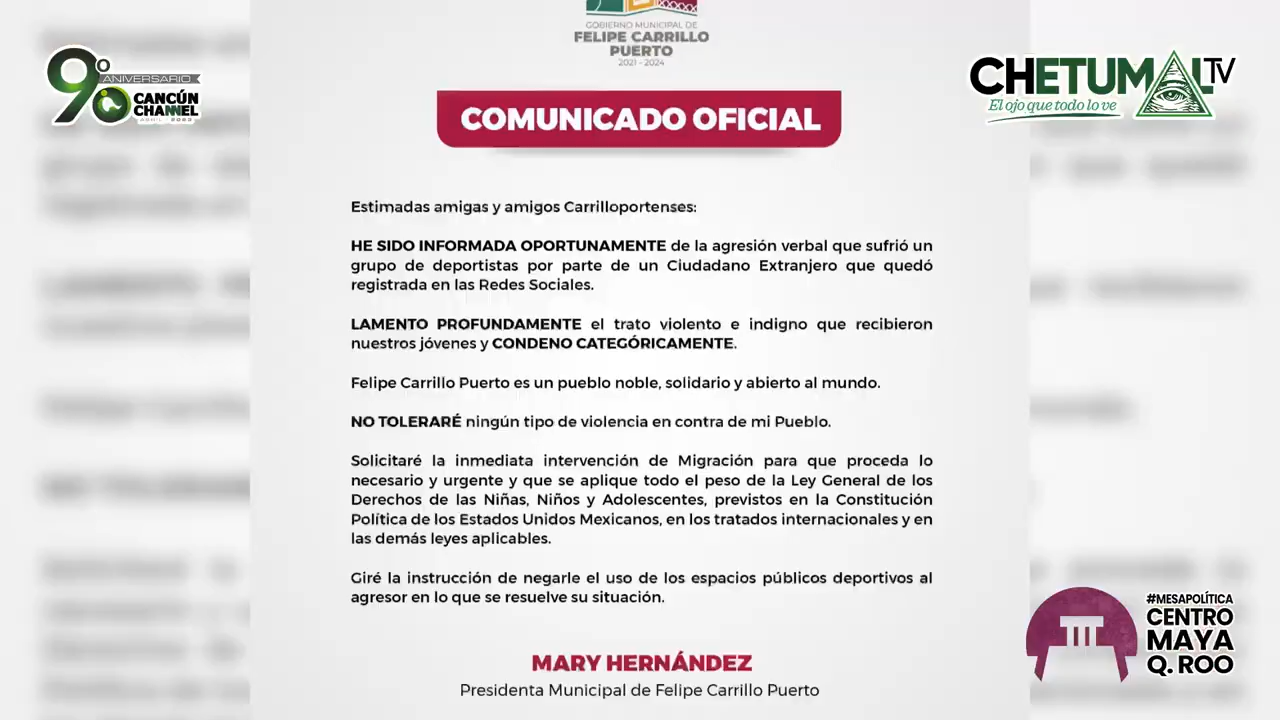 GOBIERNO MUNICIPAL DE
FELIPE CARRILLO
PUERTO
2021 - 2024
9º
ANIVERSARIO
CANCÚN
CHANNEL
ABRIL 2023
CHETUMAL TV
El ojo que todo lo ve
COMUNICADO OFICIAL
Estimadas amigas y amigos Carrilloportenses:
HE SIDO INFORMADA OPORTUNAMENTE de la agresión verbal que sufrió un
grupo de deportistas por parte de un Ciudadano Extranjero que quedó
registrada en las Redes Sociales.
LAMENTO PROFUNDAMENTE el trato violento e indigno que recibieron
nuestros jóvenes y CONDENO CATEGÓRICAMENTE.
Felipe Carrillo Puerto es un pueblo noble, solidario y abierto al mundo.
NO TOLERARÉ ningún tipo de violencia en contra de mi Pueblo.
Solicitaré la inmediata intervención de Migración para que proceda lo
necesario y urgente y que se aplique todo el peso de la Ley General de los
Derechos de las Niñas, Niños y Adolescentes, previstos en la Constitución
Política de los Estados Unidos Mexicanos, en los tratados internacionales y en
las demás leyes aplicables.
Giré la instrucción de negarle el uso de los espacios públicos deportivos al
agresor en lo que se resuelve su situación.
MARY HERNÁNDEZ
Presidenta Municipal de Felipe Carrillo Puerto
#MESAPOLÍTICA
CENTRO
MAYA
Q. ROO